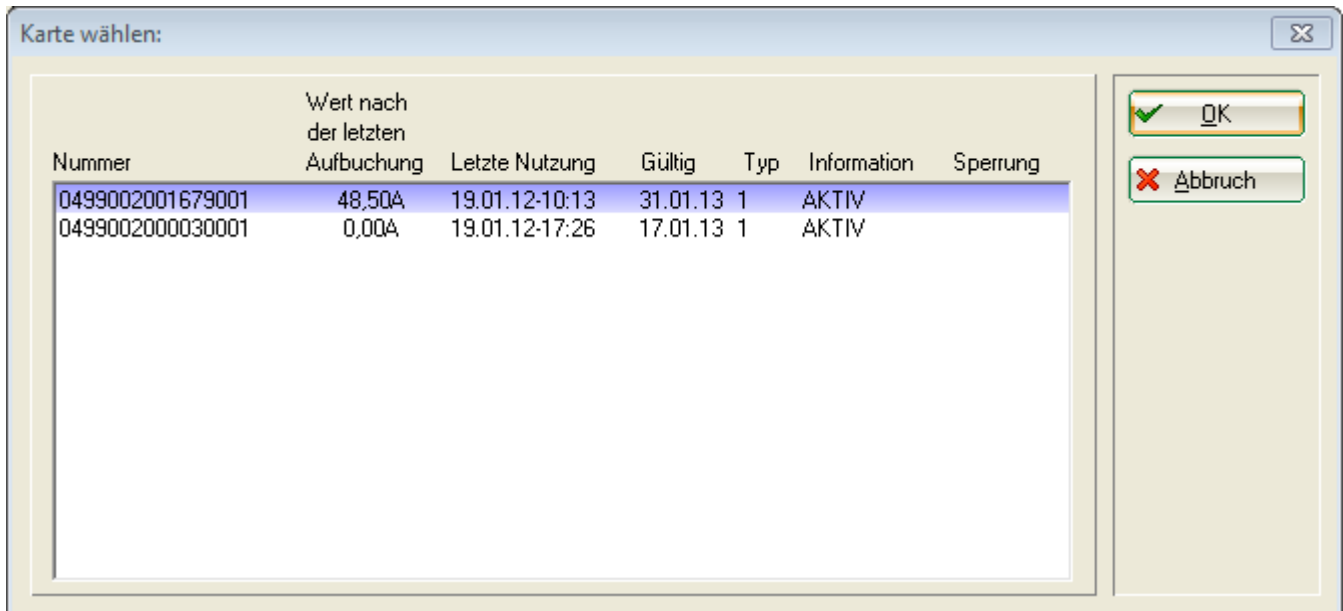 Karte wählen:
Wert nach
der letzten
Nummer Aufbuchung Letzte Nutzung Gültig Typ Information Sperrung
04990020016790​01 48,50A 19.01.12-10:13 31.01.13 1 AKTIV
0499002000030001 0,00A 19.01.12-17:26 17.01.13 1 AKTIV
OK
Abbruch